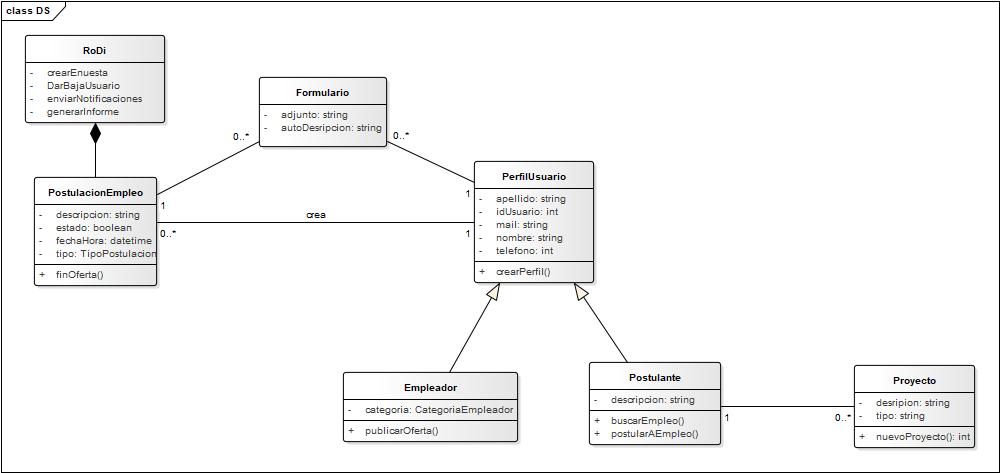 class DS
RoDi
- crearEnuesta
- DarBajaUsuario
- enviarNotificaciones
- generarInforme
Formulario
- adjunto: string
- autoDesripcion: string
0..*
0..*
PostulacionEmpleo
- descripcion: string
- estado: boolean
- fechaHora: datetime
- tipo: TipoPostulacion
+ finOferta()
1
crea
0..*
1
1
PerfilUsuario
- apellido: string
- idUsuario: int
- mail: string
- nombre: string
- telefono: int
+ crearPerfil()
Empleador
- categoria: CategoriaEmpleador
+ publicarOferta()
Postulante
- descripcion: string
+ buscarEmpleo()
+ postularAEmpleo()
1
0..*
Proyecto
- desripion: string
- tipo: string
+ nuevoProyecto(): int